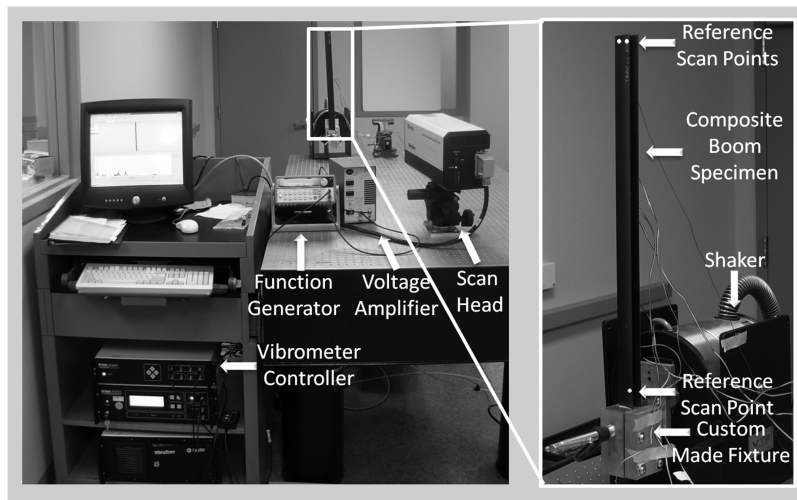 Reference
Scan Points
Composite
Boom
Specimen
Shaker
Function
Generator
Voltage
Amplifier
Scan
Head
Vibrometer
Controller
Reference
Scan Point
Custom
Made Fixture